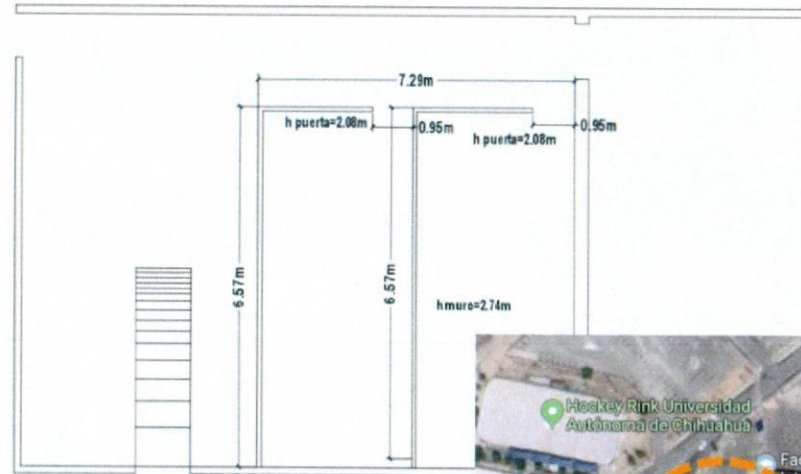 7.29m
h puerta=2.08m
0.95m
h puerta=2.08m
0.95m
6.57m
6.57m
hmuro=2.74m
Hockey Rink Universidad
Autónoma de Chihuahua